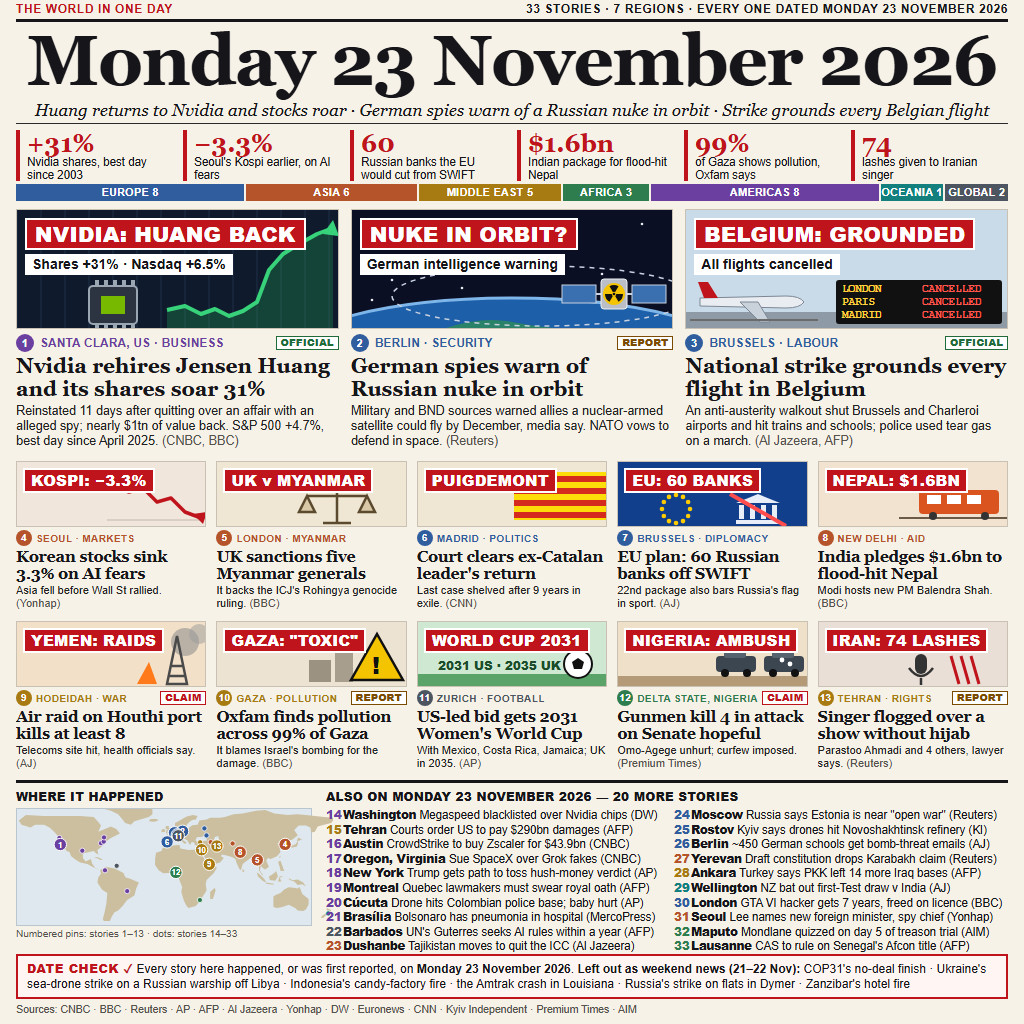 THE WORLD IN ONE DAY
33 STORIES · 7 REGIONS · EVERY ONE DATED MONDAY 23 NOVEMBER 2026
Monday 23 November 2026
Huang returns to Nvidia and stocks roar · German spies warn of a Russian nuke in orbit · Strike grounds every Belgian flight
+31%
Nvidia shares, best day
since 2003
−3.3%
Seoul's Kospi earlier, on AI
fears
60
Russian banks the EU
would cut from SWIFT
$1.6bn
Indian package for flood-hit
Nepal
99%
of Gaza shows pollution,
Oxfam says
74
lashes given to Iranian
singer
EUROPE 8
ASIA 6
MIDDLE EAST 5
AFRICA 3
AMERICAS 8
OCEANIA 1
GLOBAL 2
NVIDIA: HUANG BACK
Shares +31% · Nasdaq +6.5%
1 SANTA CLARA, US · BUSINESS OFFICIAL
Nvidia rehires Jensen Huang
and its shares soar 31%
Reinstated 11 days after quitting over an affair with an
alleged spy; nearly $1tn of value back. S&P 500 +4.7%,
best day since April 2025. (CNBC, BBC)
NUKE IN ORBIT?
German intelligence warning
2 BERLIN · SECURITY REPORT
German spies warn of
Russian nuke in orbit
Military and BND sources warned allies a nuclear-armed
satellite could fly by December, media say. NATO vows to
defend in space. (Reuters)
BELGIUM: GROUNDED
All flights cancelled
LONDON CANCELLED
PARIS CANCELLED
MADRID CANCELLED
3 BRUSSELS · LABOUR OFFICIAL
National strike grounds every
flight in Belgium
An anti-austerity walkout shut Brussels and Charleroi
airports and hit trains and schools; police used tear gas
on a march. (Al Jazeera, AFP)
KOSPI: −3.3%
4 SEOUL · MARKETS
Korean stocks sink
3.3% on AI fears
Asia fell before Wall St rallied.
(Yonhap)
UK v MYANMAR
5 LONDON · MYANMAR
UK sanctions five
Myanmar generals
It backs the ICJ's Rohingya genocide
ruling. (BBC)
PUIGDEMONT
6 MADRID · POLITICS
Court clears ex-Catalan
leader's return
Last case shelved after 9 years in
exile. (CNN)
EU: 60 BANKS
7 BRUSSELS · DIPLOMACY
EU plan: 60 Russian
banks off SWIFT
22nd package also bars Russia's flag
in sport. (AJ)
NEPAL: $1.6BN
8 NEW DELHI · AID
India pledges $1.6bn to
flood-hit Nepal
Modi hosts new PM Balendra Shah.
(BBC)
YEMEN: RAIDS
9 HODEIDAH · WAR CLAIM
Air raid on Houthi port
kills at least 8
Telecoms site hit, health officials say.
(AJ)
GAZA: "TOXIC"
!
10 GAZA · POLLUTION REPORT
Oxfam finds pollution
across 99% of Gaza
It blames Israel's bombing for the
damage. (BBC)
WORLD CUP 2031
2031 US · 2035 UK
11 ZURICH · FOOTBALL
US-led bid gets 2031
Women's World Cup
With Mexico, Costa Rica, Jamaica; UK
in 2035. (AP)
NIGERIA: AMBUSH
12 DELTA STATE, NIGERIA CLAIM
Gunmen kill 4 in attack
on Senate hopeful
Omo-Agege unhurt; curfew imposed.
(Premium Times)
IRAN: 74 LASHES
13 TEHRAN · RIGHTS REPORT
Singer flogged over a
show without hijab
Parastoo Ahmadi and 4 others, lawyer
says. (Reuters)
WHERE IT HAPPENED
1
6
11
10
13
9
8
5
4
12
Numbered pins: stories 1–13 · dots: stories 14–33
ALSO ON MONDAY 23 NOVEMBER 2026 — 20 MORE STORIES
14 Washington Megaspeed blacklisted over Nvidia chips (DW)
15 Tehran Courts order US to pay $290bn damages (AFP)
16 Austin CrowdStrike to buy Zscaler for $43.9bn (CNBC)
17 Oregon, Virginia Sue SpaceX over Grok fakes (CNBC)
18 New York Trump gets path to toss hush-money verdict (AP)
19 Montreal Quebec lawmakers must swear royal oath (AFP)
20 Cúcuta Drone hits Colombian police base; baby hurt (AP)
21 Brasília Bolsonaro has pneumonia in hospital (MercoPress)
22 Barbados UN's Guterres seeks AI rules within a year (AFP)
23 Dushanbe Tajikistan moves to quit the ICC (Al Jazeera)
24 Moscow Russia says Estonia is near "open war" (Reuters)
25 Rostov Kyiv says drones hit Novoshakhtinsk refinery (KI)
26 Berlin ~450 German schools get bomb-threat emails (AJ)
27 Yerevan Draft constitution drops Karabakh claim (Reuters)
28 Ankara Turkey says PKK left 14 more Iraq bases (AFP)
29 Wellington NZ bat out first-Test draw v India (AJ)
30 London GTA VI hacker gets 7 years, freed on licence (BBC)
31 Seoul Lee names new foreign minister, spy chief (Yonhap)
32 Maputo Mondlane quizzed on day 5 of treason trial (AIM)
33 Lausanne CAS to rule on Senegal's Afcon title (AFP)
DATE CHECK ✓ Every story here happened, or was first reported, on Monday 23 November 2026. Left out as weekend news (21–22 Nov): COP31's no-deal finish · Ukraine's
sea-drone strike on a Russian warship off Libya · Indonesia's candy-factory fire · the Amtrak crash in Louisiana · Russia's strike on flats in Dymer · Zanzibar's hotel
fire
Sources: CNBC · BBC · Reuters · AP · AFP · Al Jazeera · Yonhap · DW · Euronews · CNN · Kyiv Independent · Premium Times · AIM